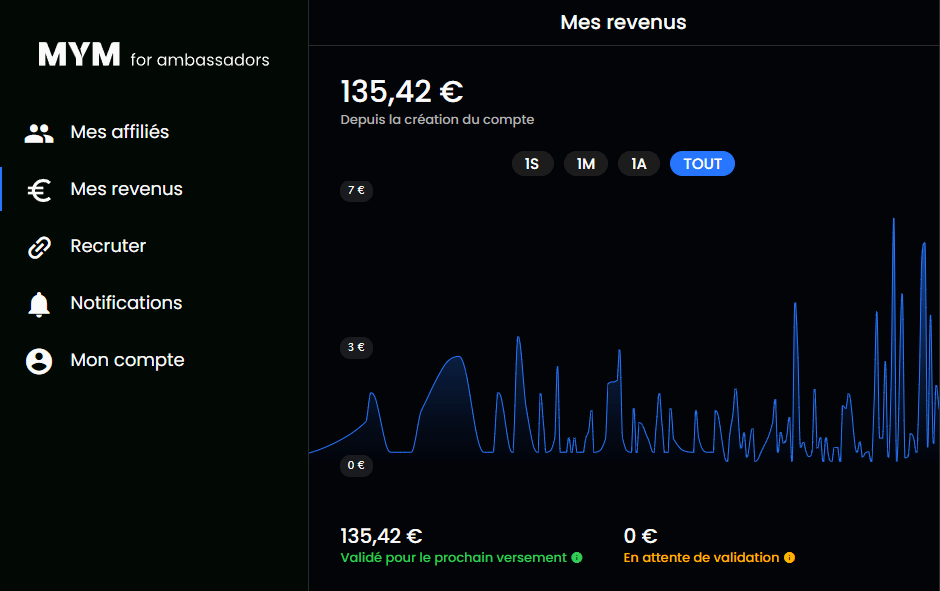 MYM for ambassadors
Mes affiliés
Mes revenus
Recruter
Notifications
Mon compte
Mes revenus
135,42 €
Depuis la création du compte
1S 1M 1A TOUT
7 €
3 €
0 €
135,42 € 0 €
Validé pour le prochain versement En attente de validation